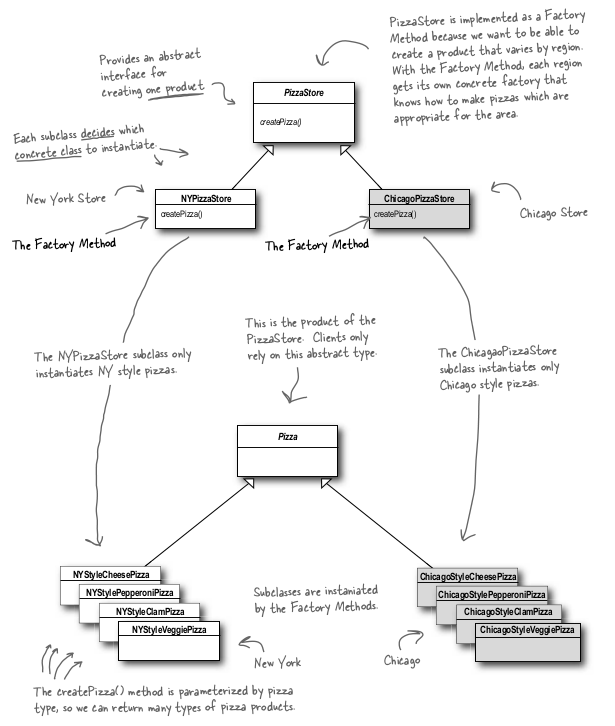 PizzaStore is implemented as a Factory
Method because we want to be able to
create a product that varies by region.
With the Factory Method, each region
gets its own concrete factory that
knows how to make pizzas which are
appropriate for the area.
Provides an abstract
interface for
creating one product
PizzaStore
createPizza()
Each subclass decides which
concrete class to instantiate.
New York Store
NYPizzaStore
createPizza()
ChicagoPizzaStore
createPizza()
Chicago Store
The Factory Method
The Factory Method
This is the product of the
PizzaStore. Clients only
rely on this abstract type.
The NYPizzaStore subclass only
instantiates NY style pizzas.
The ChicagaoPizzaStore
subclass instantiates only
Chicago style pizzas.
Pizza
NYStyleCheesePizza
NYStylePepperoniPizza
NYStyleClamPizza
NYStyleVeggiePizza
Subclasses are instaniated
by the Factory Methods.
ChicagoStyleCheesePizza
ChicagoStylePepperoniPizza
ChicagoStyleClamPizza
ChicagoStyleVeggiePizza
New York
Chicago
The createPizza() method is parameterized by pizza
type, so we can return many types of pizza products.